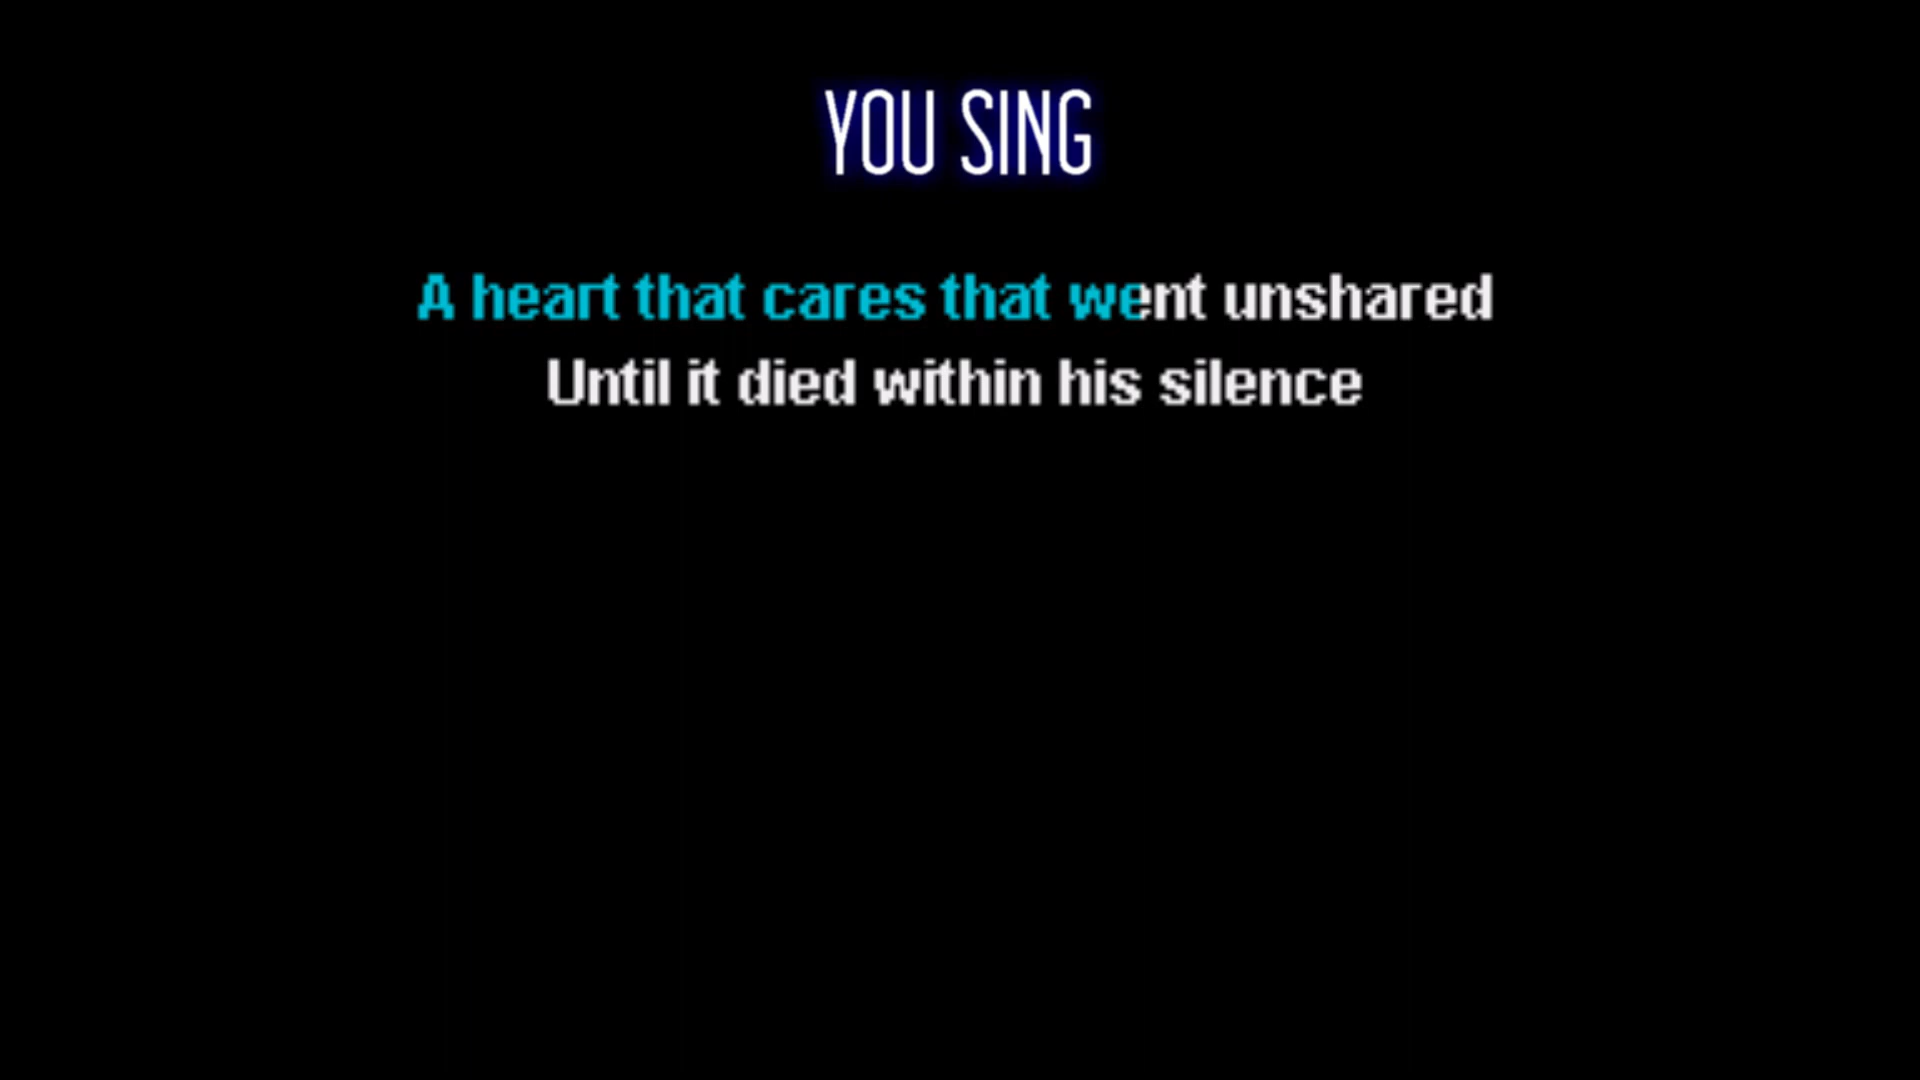 YOU SING
A heart that cares that went unshared
Until it died within his silence